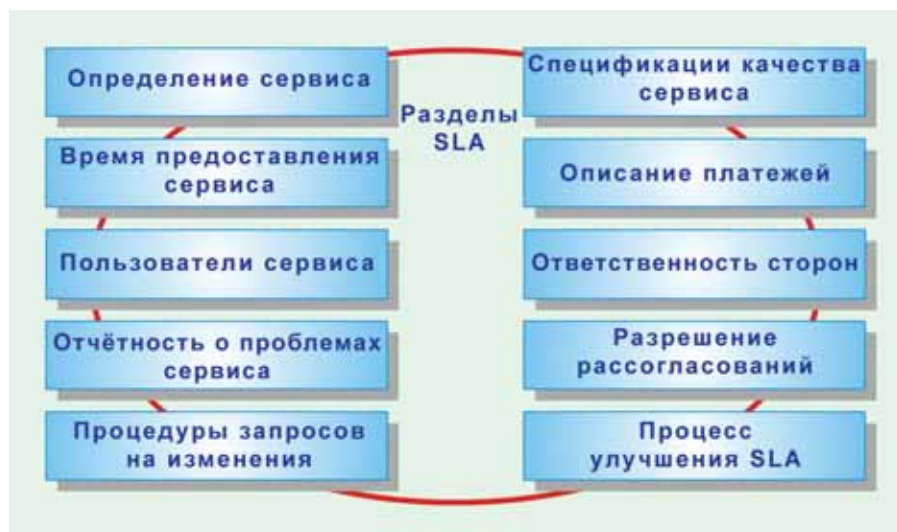 Определение сервиса
Время предоставления
сервиса
Пользователи сервиса
Отчётность о проблемах
сервиса
Процедуры запросов
на изменения
Разделы
SLA
Спецификации качества
сервиса
Описание платежей
Ответственность сторон
Разрешение
рассогласований
Процесс
улучшения SLA